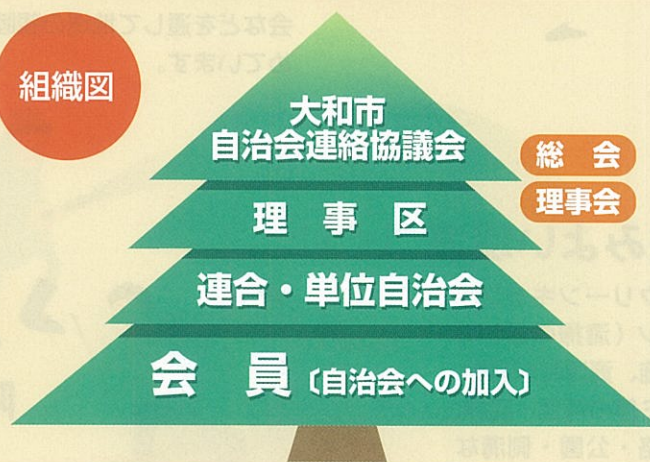 組織図
大和市
自治会連絡協議会
総 会
理事会
理 事 区
連合・単位自治会
会 員〔自治会への加入〕